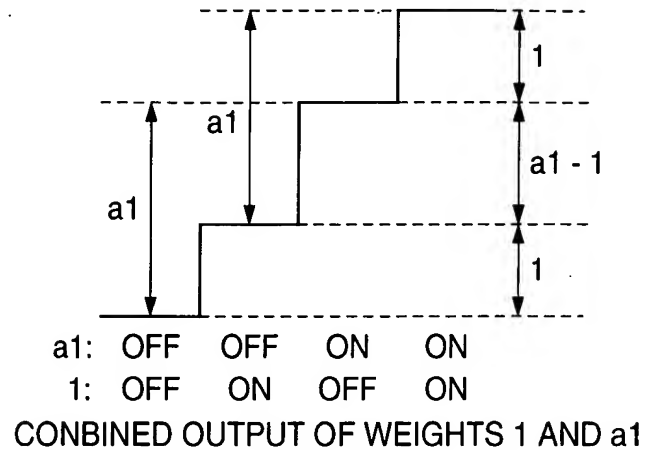 1
a1
a1 - 1
a1
1
a1: OFF OFF ON ON
1: OFF ON OFF ON
CONBINED OUTPUT OF WEIGHTS 1 AND a1